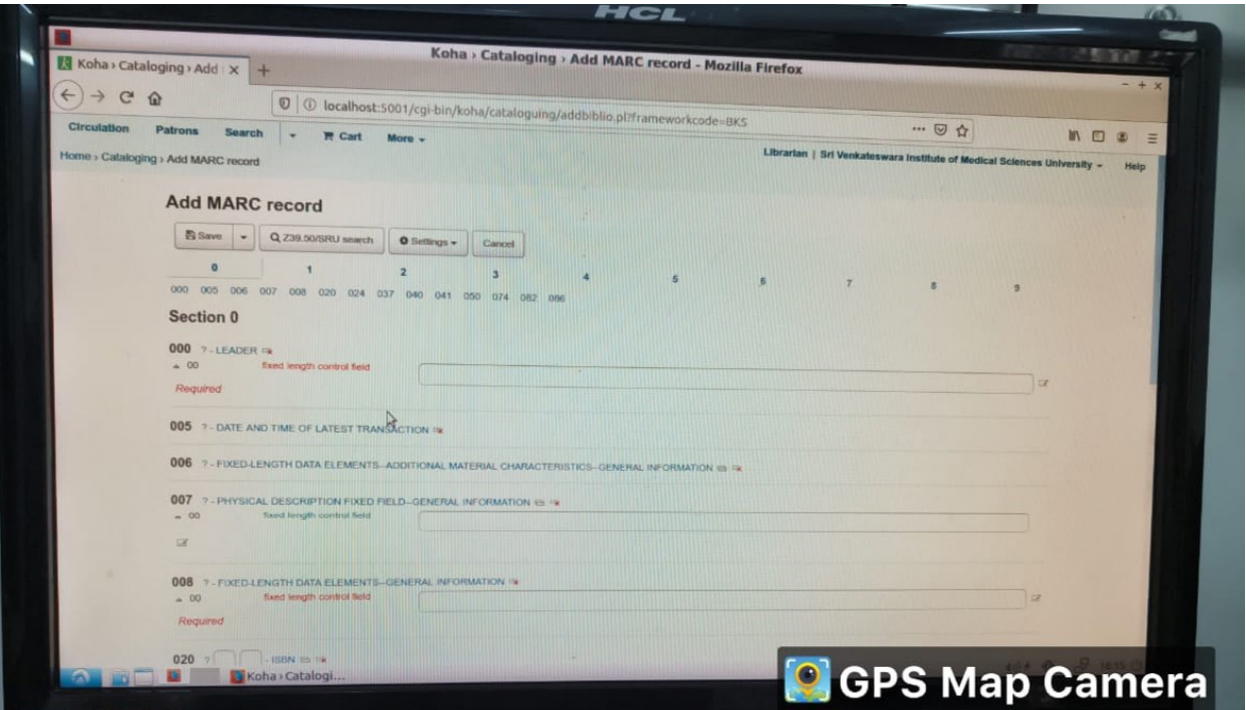 HCL
Koha › Cataloging › Add MARC record - Mozilla Firefox
Koha › Cataloging › Add
localhost:5001/cgi-bin/koha/cataloguing/addbiblio.pl?frameworkcode=BKS
Circulation Patrons Search Cart More
Librarian | Sri Venkateswara Institute of Medical Sciences University Help
Home › Cataloging › Add MARC record
Add MARC record
Save Z39.50/SRU search Settings Cancel
0 1 2 3 4 5 6 7 8 9
000 005 006 007 008 020 024 037 040 041 050 074 082 086
Section 0
000 ? - LEADER
00 fixed length control field
Required
005 ? - DATE AND TIME OF LATEST TRANSACTION
006 ? - FIXED-LENGTH DATA ELEMENTS--ADDITIONAL MATERIAL CHARACTERISTICS--GENERAL INFORMATION
007 ? - PHYSICAL DESCRIPTION FIXED FIELD--GENERAL INFORMATION
00 fixed length control field
008 ? - FIXED-LENGTH DATA ELEMENTS--GENERAL INFORMATION
00 fixed length control field
Required
020 ? - ISBN
Koha › Catalogi...
GPS Map Camera